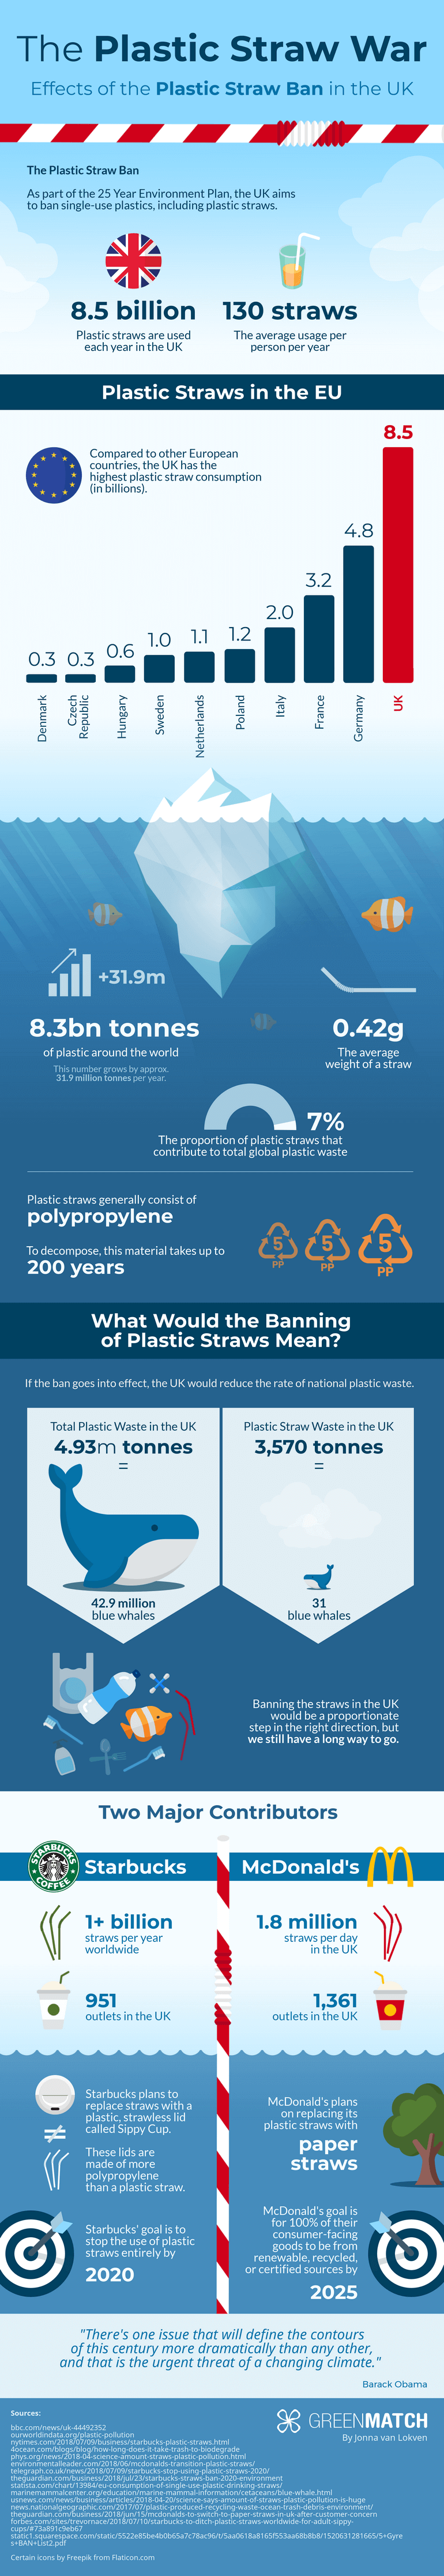 The Plastic Straw War
Effects of the Plastic Straw Ban in the UK
The Plastic Straw Ban
As part of the 25 Year Environment Plan, the UK aims
to ban single-use plastics, including plastic straws.
8.5 billion
Plastic straws are used
each year in the UK
130 straws
The average usage per
person per year
Plastic Straws in the EU
Compared to other European
countries, the UK has the
highest plastic straw consumption
(in billions).
0.3
0.3
0.6
1.0
1.1
1.2
2.0
3.2
4.8
8.5
Denmark
Czech
Republic
Hungary
Sweden
Netherlands
Poland
Italy
France
Germany
UK
+31.9m
8.3bn tonnes
of plastic around the world
This number grows by approx.
31.9 million tonnes per year.
0.42g
The average
weight of a straw
7%
The proportion of plastic straws that
contribute to total global plastic waste
Plastic straws generally consist of
polypropylene
To decompose, this material takes up to
200 years
5
PP
5
PP
5
PP
What Would the Banning
of Plastic Straws Mean?
If the ban goes into effect, the UK would reduce the rate of national plastic waste.
Total Plastic Waste in the UK
4.93m tonnes
=
42.9 million
blue whales
Plastic Straw Waste in the UK
3,570 tonnes
=
31
blue whales
Banning the straws in the UK
would be a proportionate
step in the right direction, but
we still have a long way to go.
Two Major Contributors
STARBUCKS
COFFEE
Starbucks
1+ billion
straws per year
worldwide
951
outlets in the UK
Starbucks plans to
replace straws with a
plastic, strawless lid
called Sippy Cup.
≠
These lids are
made of more
polypropylene
than a plastic straw.
Starbucks' goal is to
stop the use of plastic
straws entirely by
2020
McDonald's
1.8 million
straws per day
in the UK
1,361
outlets in the UK
McDonald's plans
on replacing its
plastic straws with
paper
straws
McDonald's goal is
for 100% of their
consumer-facing
goods to be from
renewable, recycled,
or certified sources by
2025
"There's one issue that will define the contours
of this century more dramatically than any other,
and that is the urgent threat of a changing climate."
Barack Obama
Sources:
bbc.com/news/uk-44492352
ourworldindata.org/plastic-pollution
nytimes.com/2018/07/09/business/starbucks-plastic-straws.html
4ocean.com/blogs/blog/how-long-does-it-take-trash-to-biodegrade
phys.org/news/2018-04-science-amount-straws-plastic-pollution.html
environmentalleader.com/2018/06/mcdonalds-transition-plastic-straws/
telegraph.co.uk/news/2018/07/09/starbucks-stop-using-plastic-straws-2020/
theguardian.com/business/2018/jul/23/starbucks-straws-ban-2020-environment
statista.com/chart/13984/eu-consumption-of-single-use-plastic-drinking-straws/
marinemammalcenter.org/education/marine-mammal-information/cetaceans/blue-whale.html
usnews.com/news/business/articles/2018-04-20/science-says-amount-of-straws-plastic-pollution-is-huge
news.nationalgeographic.com/2017/07/plastic-produced-recycling-waste-ocean-trash-debris-environment/
theguardian.com/business/2018/jun/15/mcdonalds-to-switch-to-paper-straws-in-uk-after-customer-concern
forbes.com/sites/trevornace/2018/07/10/starbucks-to-ditch-plastic-straws-worldwide-for-adult-sippy-
cups/#73a891c9eb67
static1.squarespace.com/static/5522e85be4b0b65a7c78ac96/t/5aa0618a8165f553aa68b8b8/1520631281665/5+Gyre
s+BAN+List2.pdf
Certain icons by Freepik from FlatIcon.com
GREENMATCH
By Jonna van Lokven